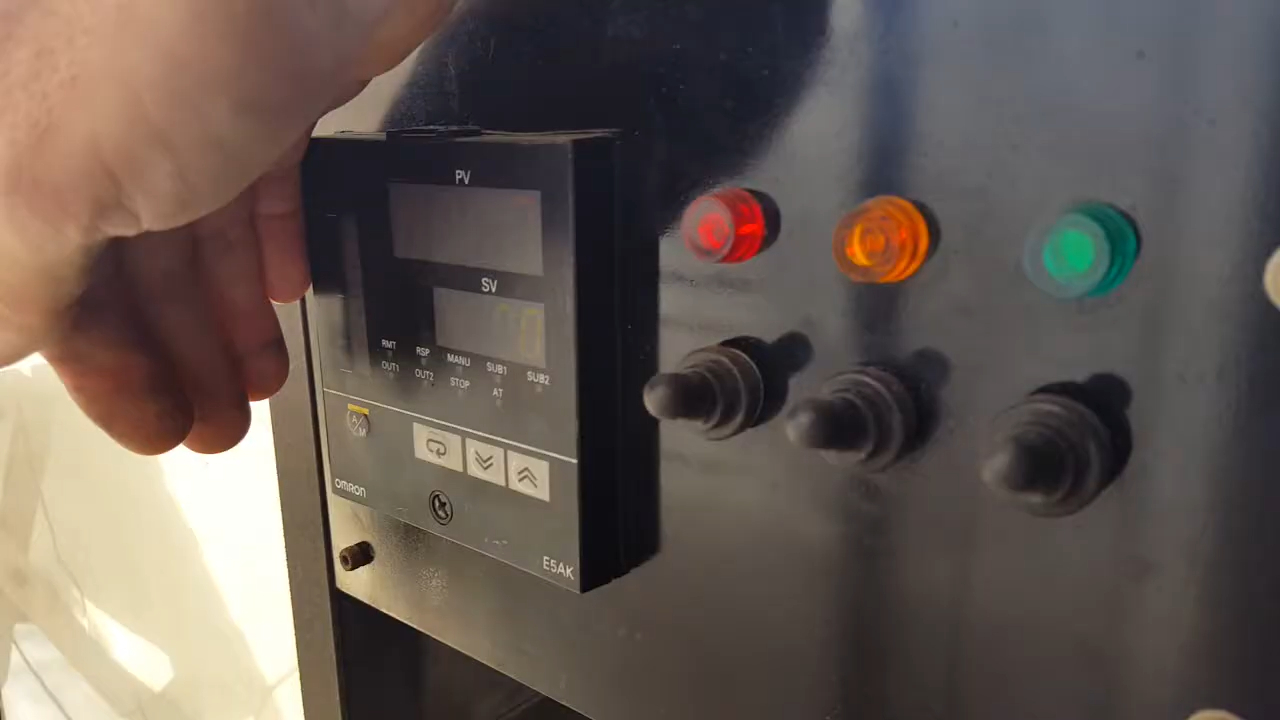 PV
SV
RMT RSP MANU SUB1 SUB2
OUT1 OUT2 STOP AT
A/M
OMRON
E5AK